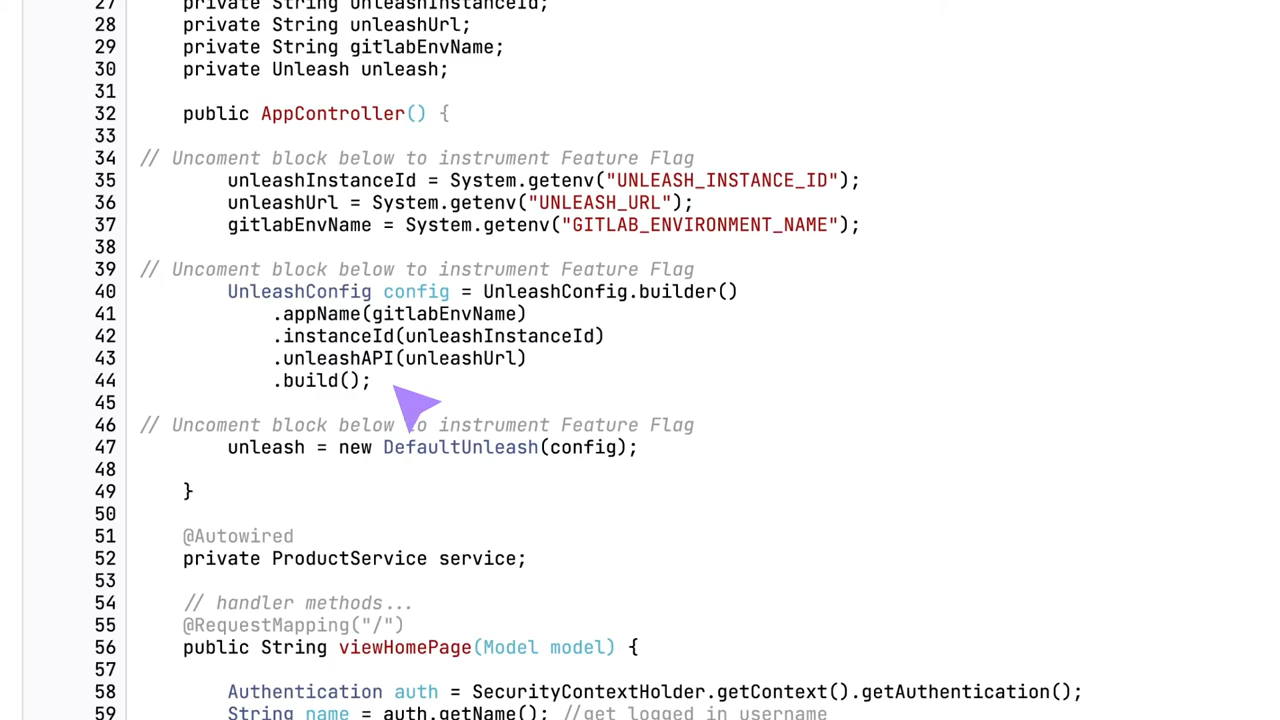 27 private String unleashInstanceId;
28 private String unleashUrl;
29 private String gitlabEnvName;
30 private Unleash unleash;
31
32 public AppController() {
33
34 // Uncoment block below to instrument Feature Flag
35 unleashInstanceId = System.getenv("UNLEASH_INSTANCE_ID");
36 unleashUrl = System.getenv("UNLEASH_URL");
37 gitlabEnvName = System.getenv("GITLAB_ENVIRONMENT_NAME");
38
39 // Uncoment block below to instrument Feature Flag
40 UnleashConfig config = UnleashConfig.builder()
41 .appName(gitlabEnvName)
42 .instanceId(unleashInstanceId)
43 .unleashAPI(unleashUrl)
44 .build();
45
46 // Uncoment block below to instrument Feature Flag
47 unleash = new DefaultUnleash(config);
48
49 }
50
51 @Autowired
52 private ProductService service;
53
54 // handler methods...
55 @RequestMapping("/")
56 public String viewHomePage(Model model) {
57
58 Authentication auth = SecurityContextHolder.getContext().getAuthentication();
59 String name = auth.getName(); //get logged in username